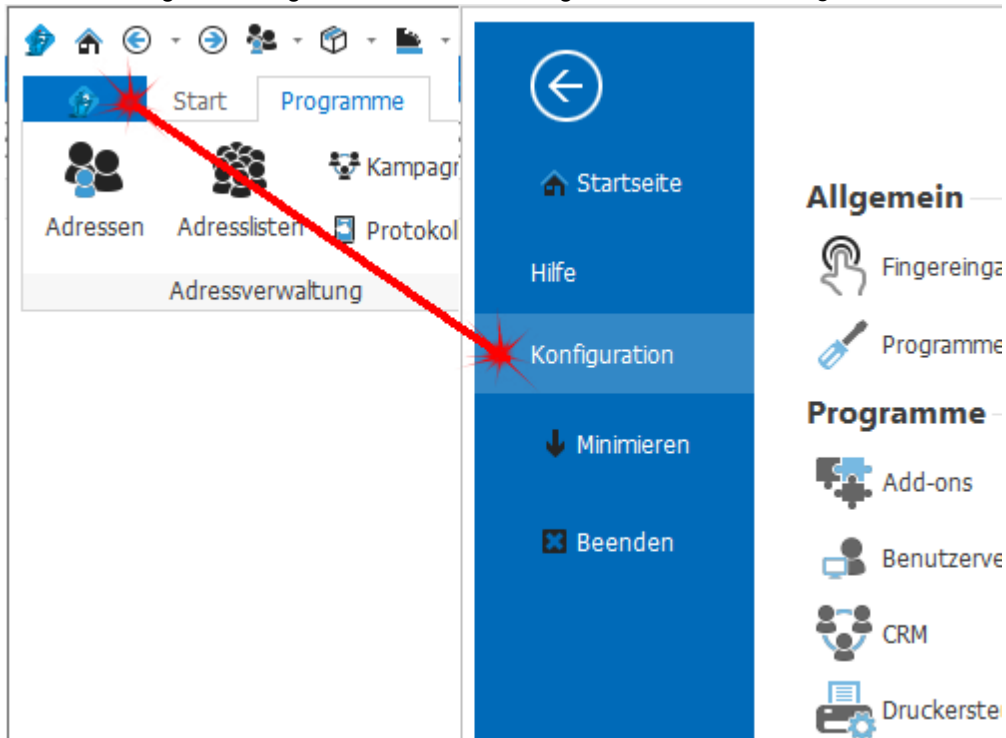 Start Programme
Kampagn
Adressen Adresslisten Protokol
Adressverwaltung
Startseite
Hilfe
Konfiguration
Minimieren
Beenden
Allgemein
Fingereinga
Programme
Programme
Add-ons
Benutzerve
CRM
Druckerster